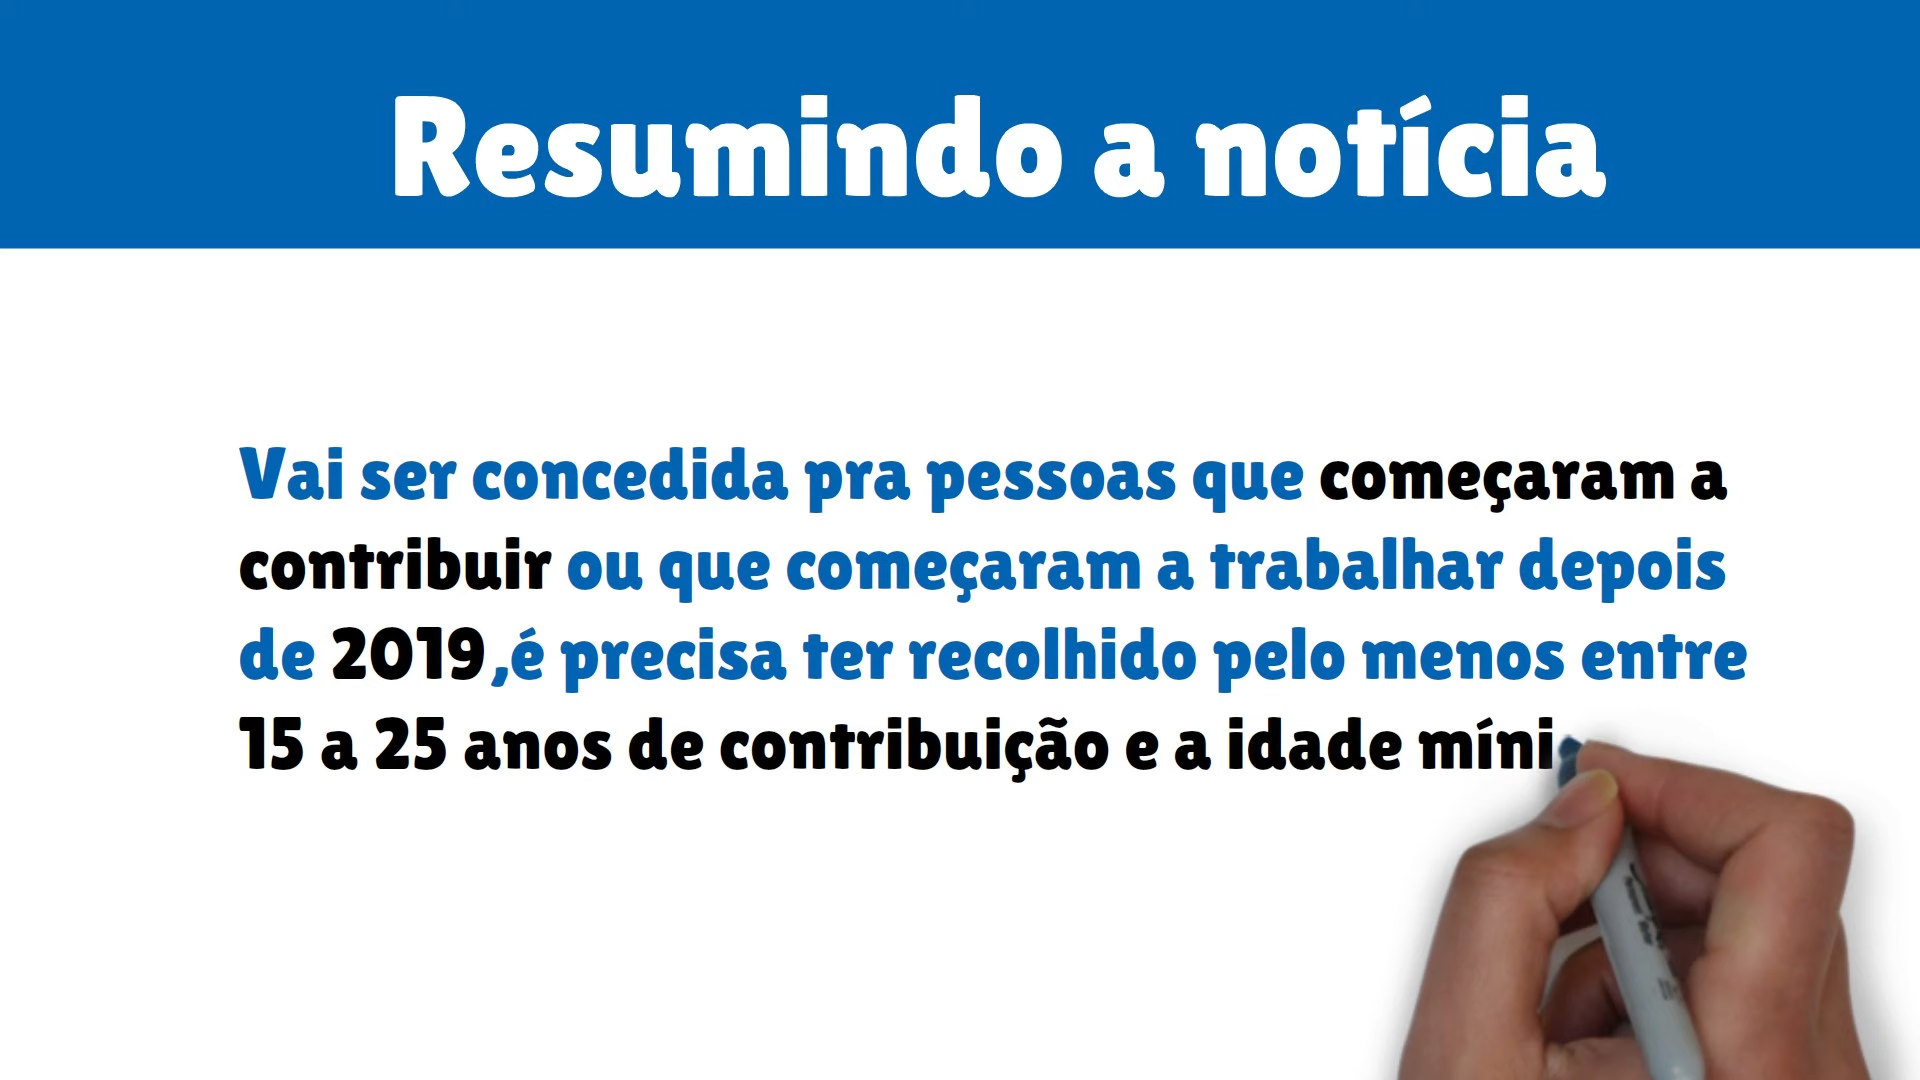 Resumindo a notícia
Vai ser concedida pra pessoas que começaram a
contribuir ou que começaram a trabalhar depois
de 2019,é precisa ter recolhido pelo menos entre
15 a 25 anos de contribuição e a idade míni